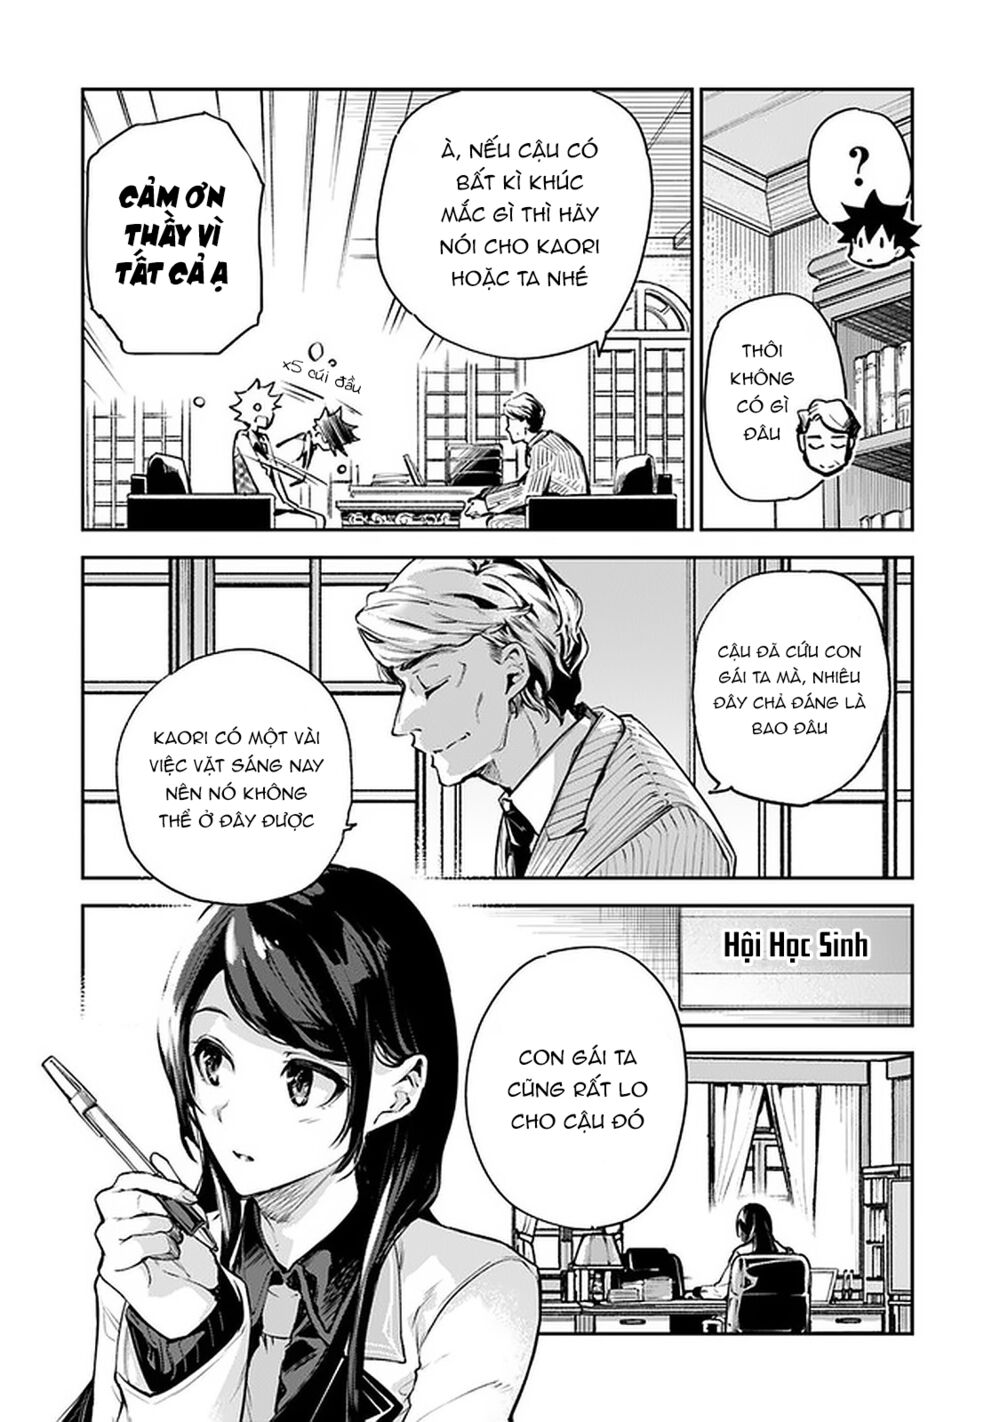 ?
THÔI
KHÔNG
CÓ GÌ
ĐÂU
À, NẾU CẬU CÓ
BẤT KÌ KHÚC
MẮC GÌ THÌ HÃY
NÓI CHO KAORI
HOẶC TA NHÉ
CẢM ƠN
THẦY VÌ
TẤT CẢ Ạ
x5 cúi đầu
CẬU ĐÃ CỨU CON
GÁI TA MÀ, NHIÊU
ĐÂY CHẢ ĐÁNG LÀ
BAO ĐÂU
KAORI CÓ MỘT VÀI
VIỆC VẶT SÁNG NAY
NÊN NÓ KHÔNG
THỂ Ở ĐÂY ĐƯỢC
Hội Học Sinh
CON GÁI TA
CŨNG RẤT LO
CHO CẬU ĐÓ